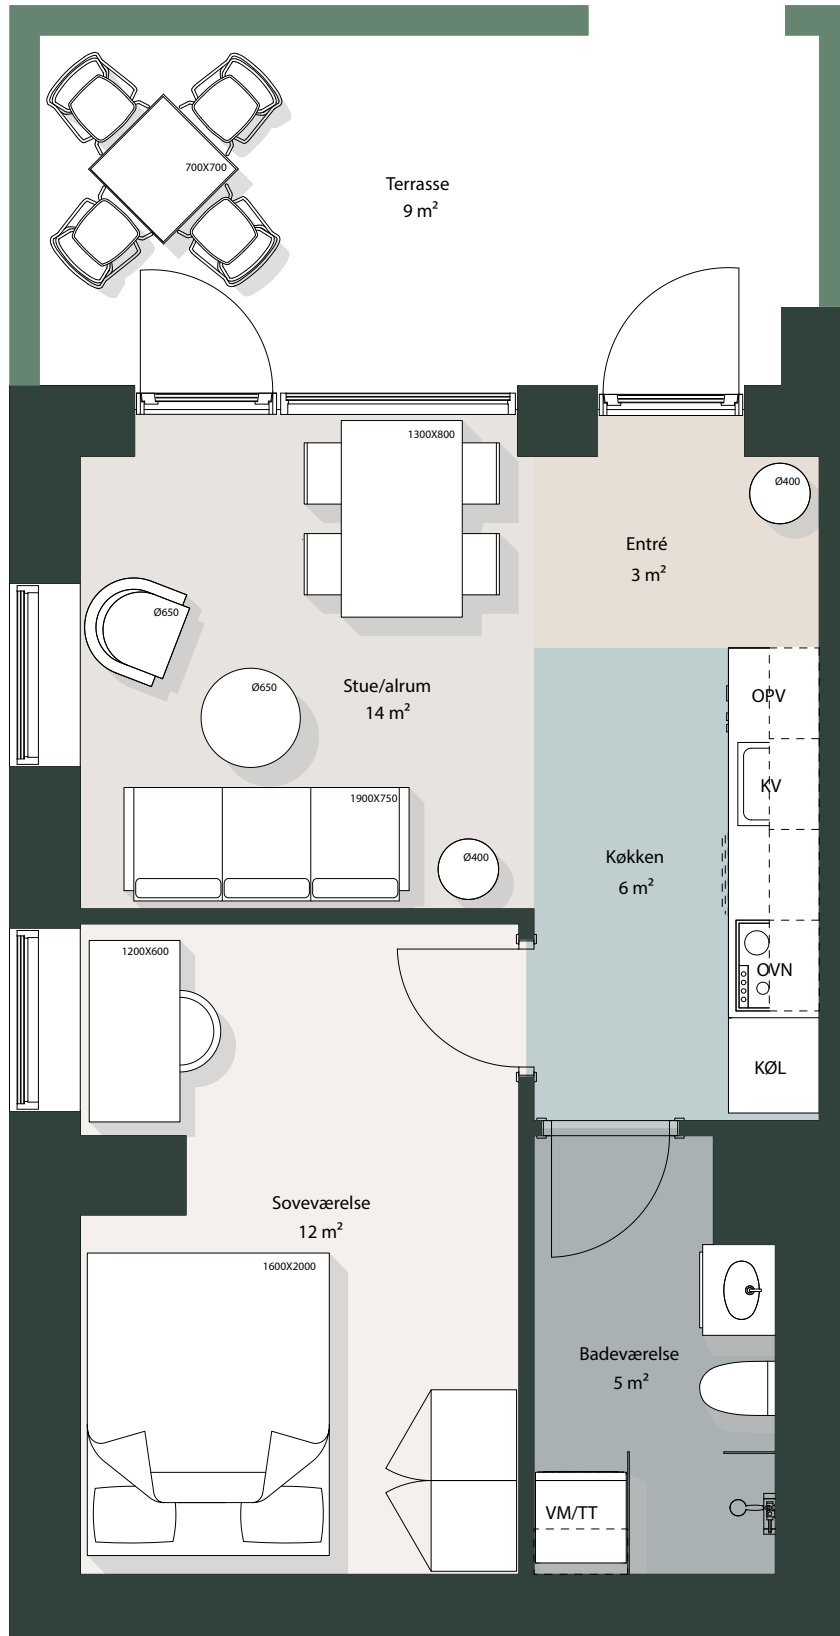 700X700
Terrasse
9 m²
1300X800
Ø400
Entré
3 m²
Ø650
Ø650
Stue/alrum
14 m²
OPV
KV
1900X750
Ø400
Køkken
6 m²
1200X600
OVN
KØL
Soveværelse
12 m²
1600X2000
Badeværelse
5 m²
VM/TT